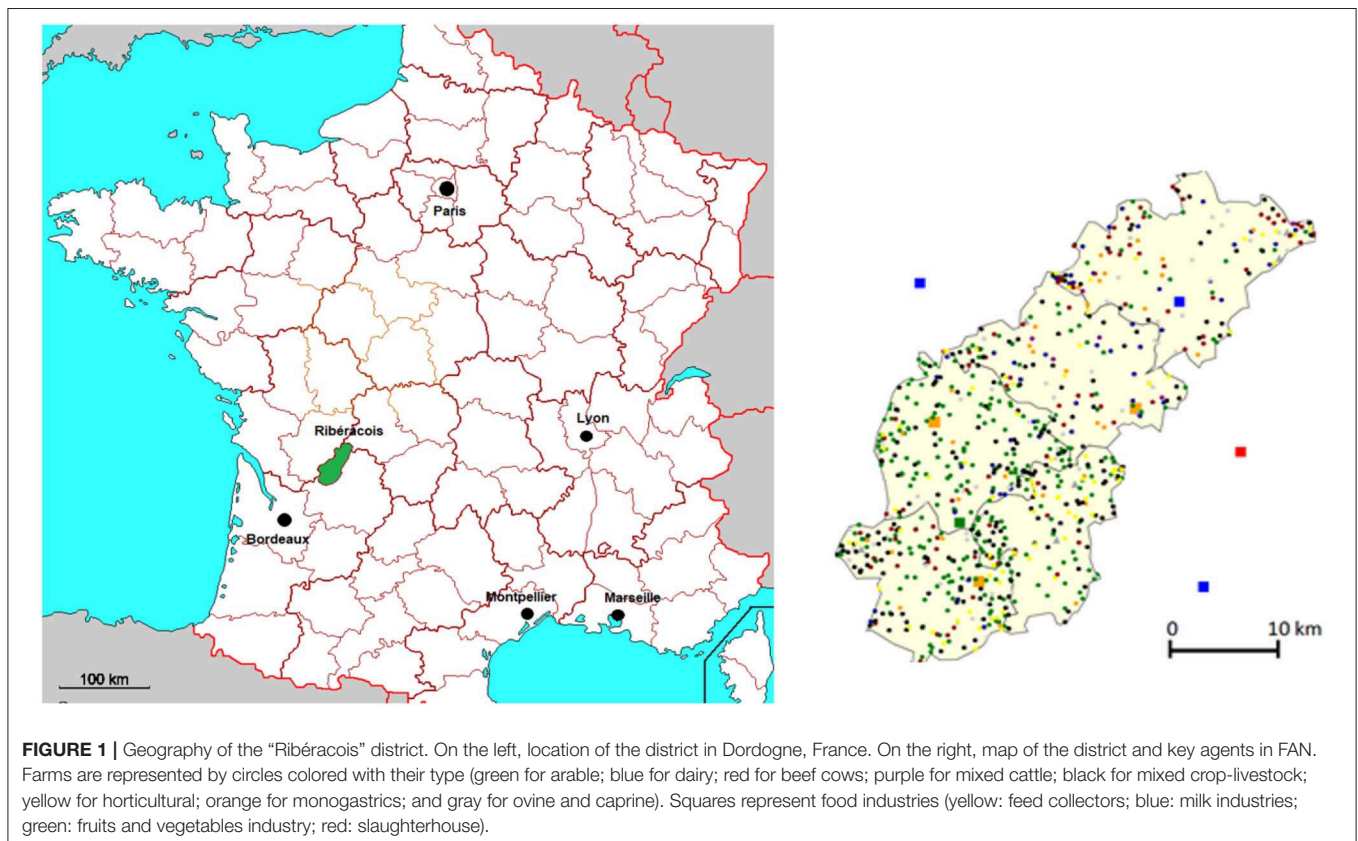 Paris
Lyon
Ribéracois
Bordeaux
Montpellier
Marseille
100 km
0 10 km
FIGURE 1 | Geography of the “Ribéracois” district. On the left, location of the district in Dordogne, France. On the right, map of the district and key agents in FAN.
Farms are represented by circles colored with their type (green for arable; blue for dairy; red for beef cows; purple for mixed cattle; black for mixed crop-livestock;
yellow for horticultural; orange for monogastrics; and gray for ovine and caprine). Squares represent food industries (yellow: feed collectors; blue: milk industries;
green: fruits and vegetables industry; red: slaughterhouse).